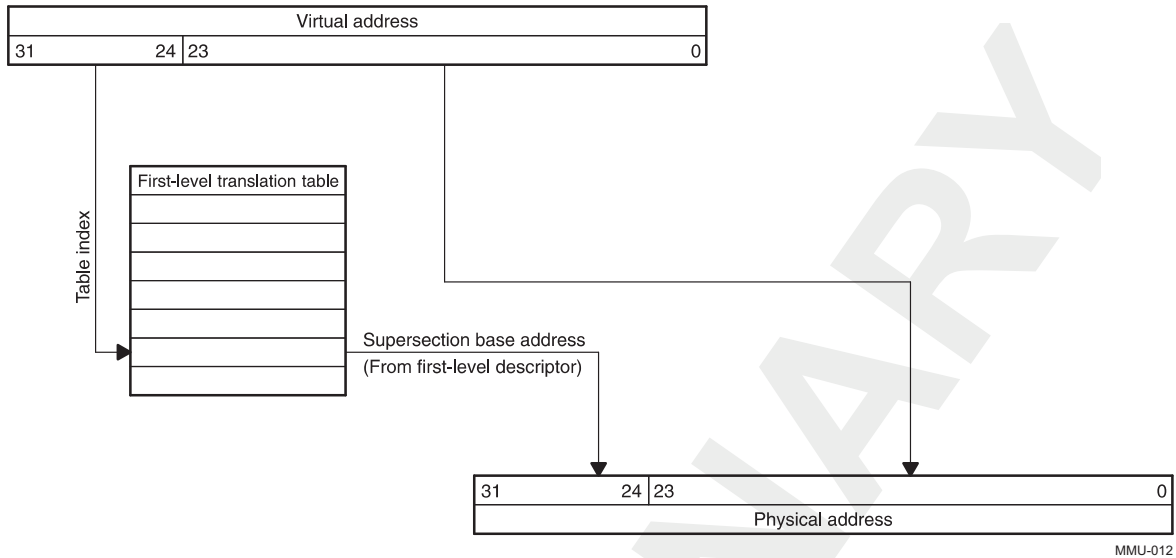 Virtual address
31 24 23 0
First-level translation table
Table index
Supersection base address
(From first-level descriptor)
31 24 23 0
Physical address
MMU-012
NARY